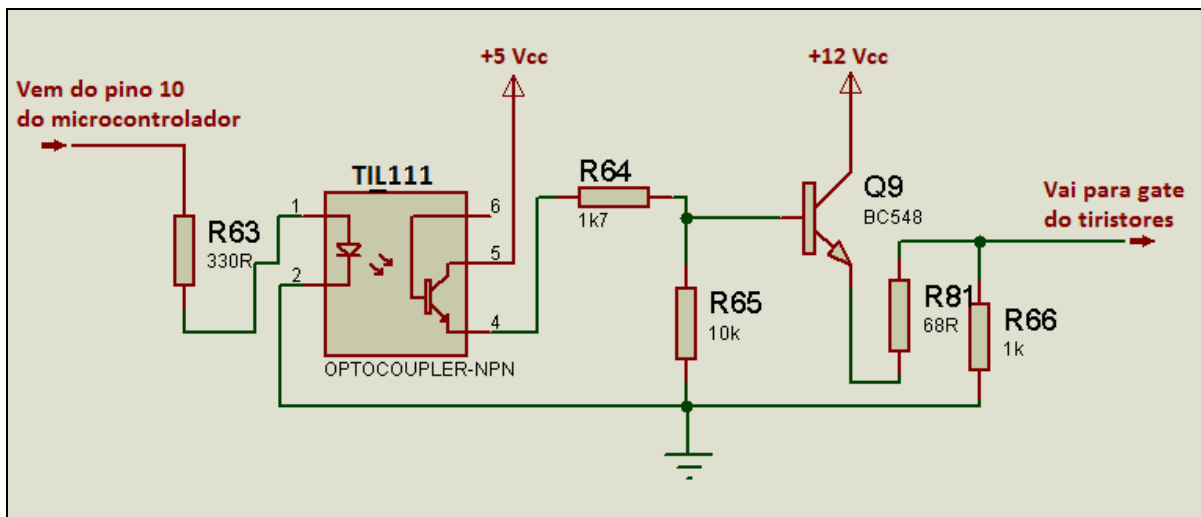 Vem do pino 10
do microcontrolador
R63
330R
TIL111
1
2
6
5
4
OPTOCOUPLER-NPN
+5 Vcc
R64
1k7
R65
10k
+12 Vcc
Q9
BC548
R81
68R
R66
1k
Vai para gate
do tiristores